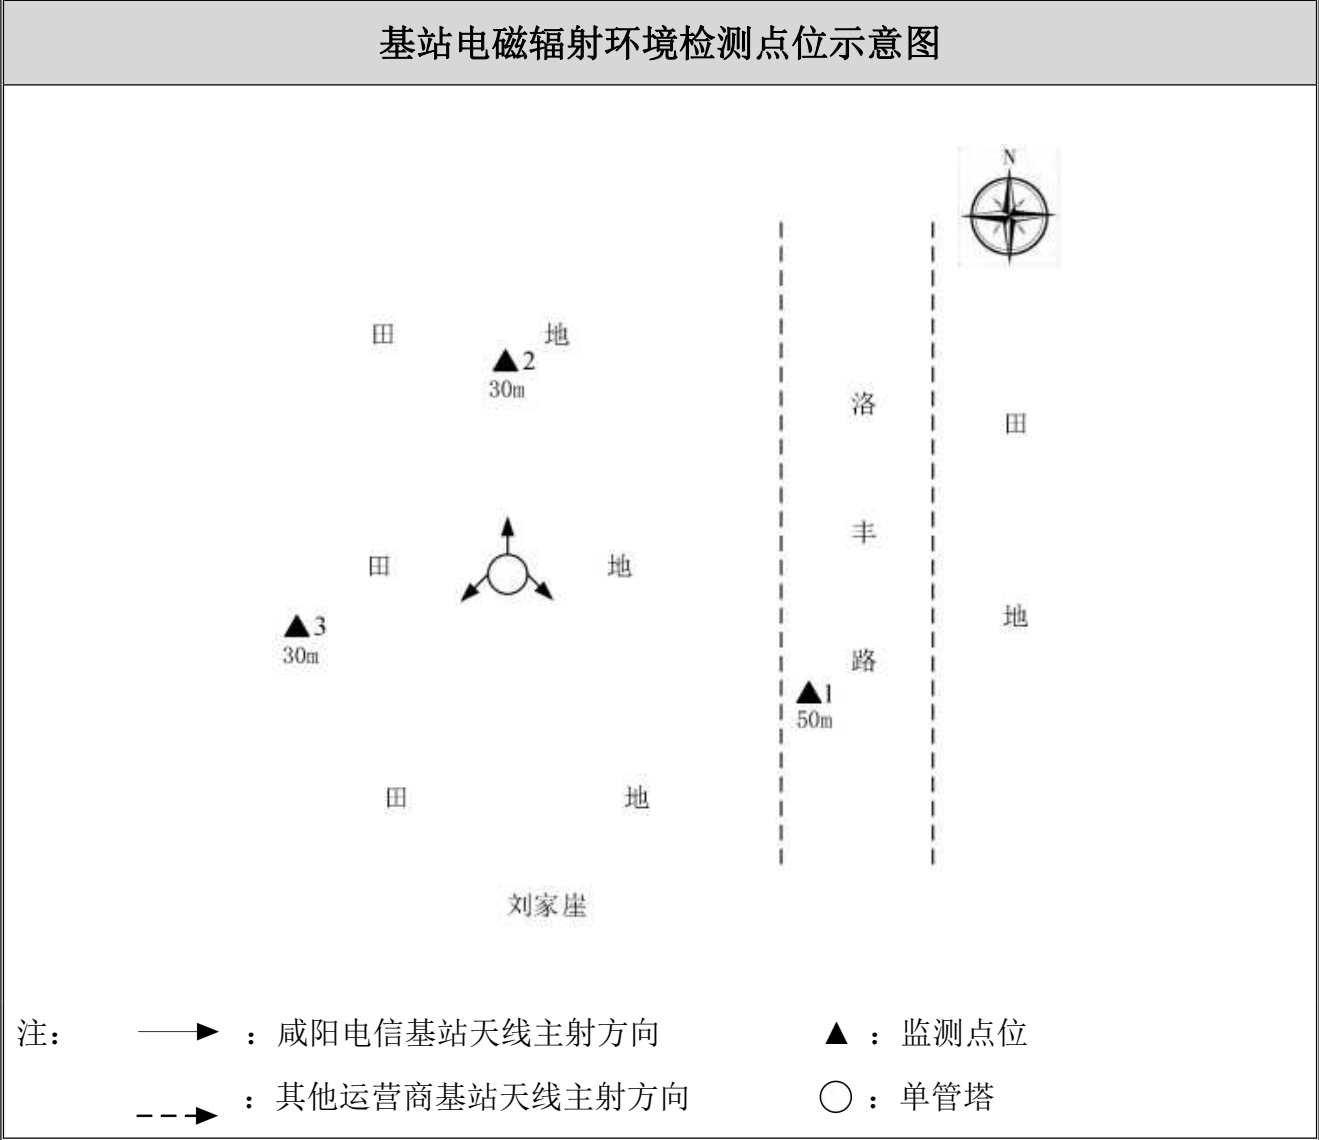 基站电磁辐射环境检测点位示意图
N
田 地
▲2
30m
洛
田
丰
田 地
地
▲3
30m
路
▲1
50m
田 地
刘家崖
注： ：咸阳电信基站天线主射方向 ▲：监测点位
：其他运营商基站天线主射方向 ○：单管塔